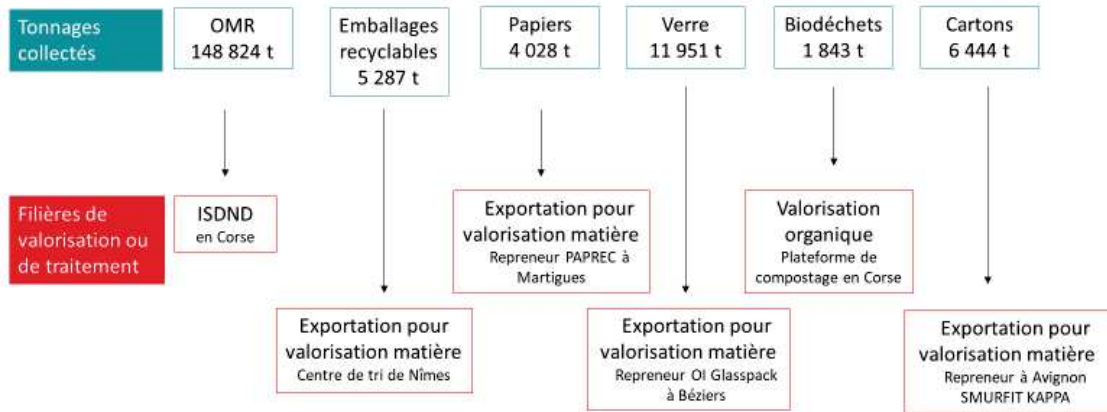 Tonnages
collectés
OMR
148 824 t
Emballages
recyclables
5 287 t
Papiers
4 028 t
Verre
11 951 t
Biodéchets
1 843 t
Cartons
6 444 t
Filières de
valorisation ou
de traitement
ISDND
en Corse
Exportation pour
valorisation matière
Repreneur PAPREC à
Martigues
Valorisation
organique
Plateforme de
compostage en Corse
Exportation pour
valorisation matière
Centre de tri de Nîmes
Exportation pour
valorisation matière
Repreneur OI Glasspack
à Béziers
Exportation pour
valorisation matière
Repreneur à Avignon
SMURFIT KAPPA